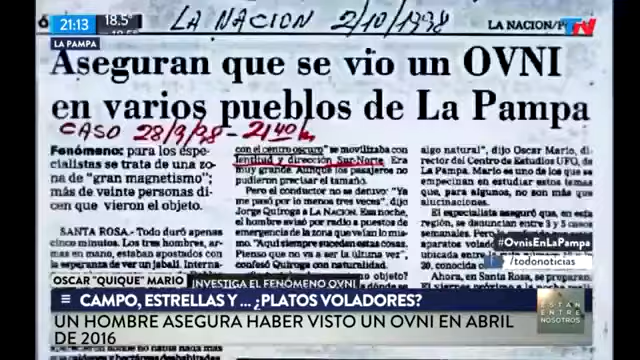 21:13
18.5°
LA PAMPA
LA NACION 2/10/1998
LA NACION/
TN
Aseguran que se vio un OVNI
en varios pueblos de La Pampa
CASO 28/9/98 - 21 40
Fenómeno: para los espe-
cialistas se trata de una zo-
na de "gran magnetismo";
más de veinte personas di-
cen que vieron el objeto.
SANTA ROSA.- Todo duró apenas
cinco minutos. Los tres hombres, ar-
mas en mano, estaban apostados con
la esperanza de ver un jabalí.
con el centro oscuro" se movilizaba con
lentitud y dirección Sur-Norte. Era
muy grande. Aunque los pasajeros
no pudieron precisar el tamaño.
Pero el conductor no se derivo: "Ya
me pasó por lo menos tres veces", dijo
Jorge Quiroga a LA NACION. Esa noche,
el hombre avisó por radio a puestos de
emergencia de la zona que veían lo mis-
mo. "Aquí siempre suceden estas cosas.
Pienso que no va a ser la última vez",
confesó Quiroga con naturalidad.
algo natural", dijo Oscar Mario, di-
rector del Centro de Estudios UFO, de
La Pampa. Mario es uno de los que se
empecinan en estudiar estos temas
que, para algunos, no son más que
alucinaciones.
El especialista aseguró que, en esta
región, se denuncian entre 3 y 5 casos
Ahora, en Santa Rosa, se
#OvnisEnLaPampa
/todonoticias
OSCAR "QUIQUE" MARIO
INVESTIGA EL FENÓMENO OVNI
CAMPO, ESTRELLAS Y ... ¿PLATOS VOLADORES?
UN HOMBRE ASEGURA HABER VISTO UN OVNI EN ABRIL
DE 2016
ESTÁN
ENTRE
NOSOTROS